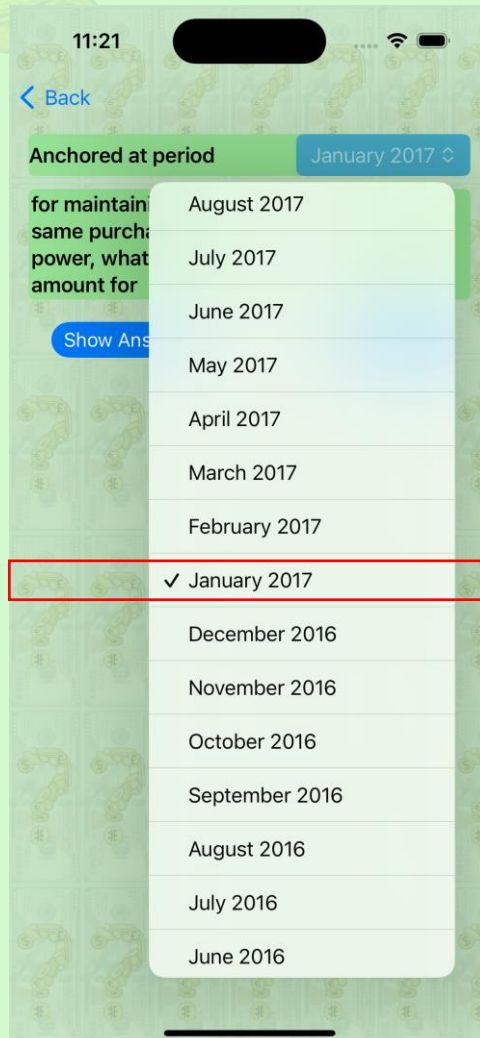 11:21
Back
Anchored at period
January 2017
for maintaini
same purcha
power, what
amount for
Show Ans
August 2017
July 2017
June 2017
May 2017
April 2017
March 2017
February 2017
✓ January 2017
December 2016
November 2016
October 2016
September 2016
August 2016
July 2016
June 2016